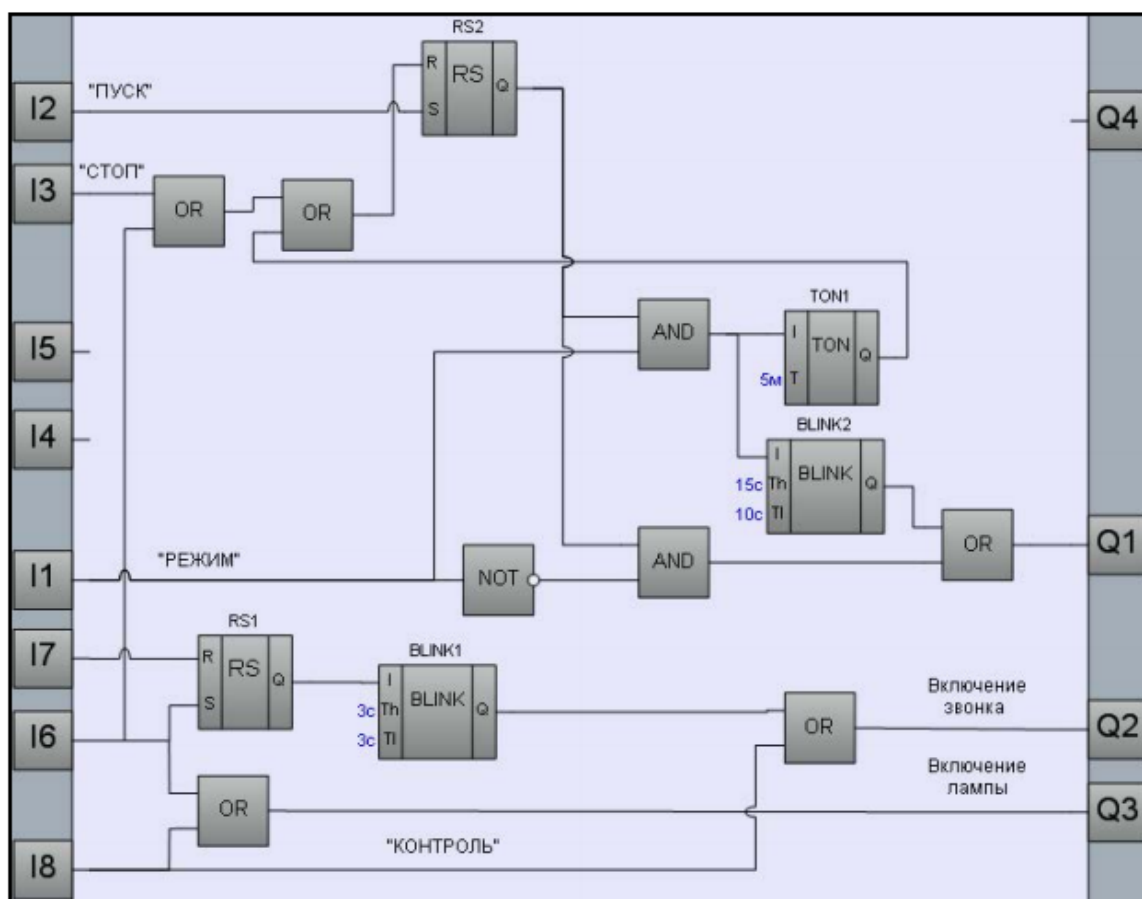 RS2
I2
"ПУСК"
R
RS
Q
S
Q4
I3
"СТОП"
OR
OR
I5
AND
TON1
I
TON
Q
5м
T
I4
BLINK2
I
BLINK
Q
15с
Th
10с
Tl
I1
"РЕЖИМ"
NOT
AND
OR
Q1
I7
RS1
R
RS
Q
S
BLINK1
I
BLINK
Q
3с
Th
3с
Tl
I6
OR
Включение
звонка
Q2
OR
Включение
лампы
Q3
I8
"КОНТРОЛЬ"